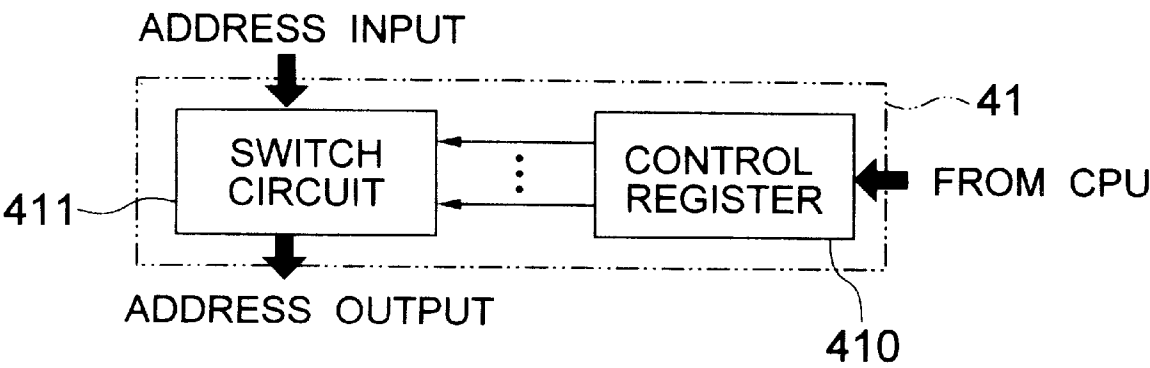 ADDRESS INPUT
41
SWITCH
CIRCUIT
CONTROL
REGISTER
FROM CPU
411
ADDRESS OUTPUT
410